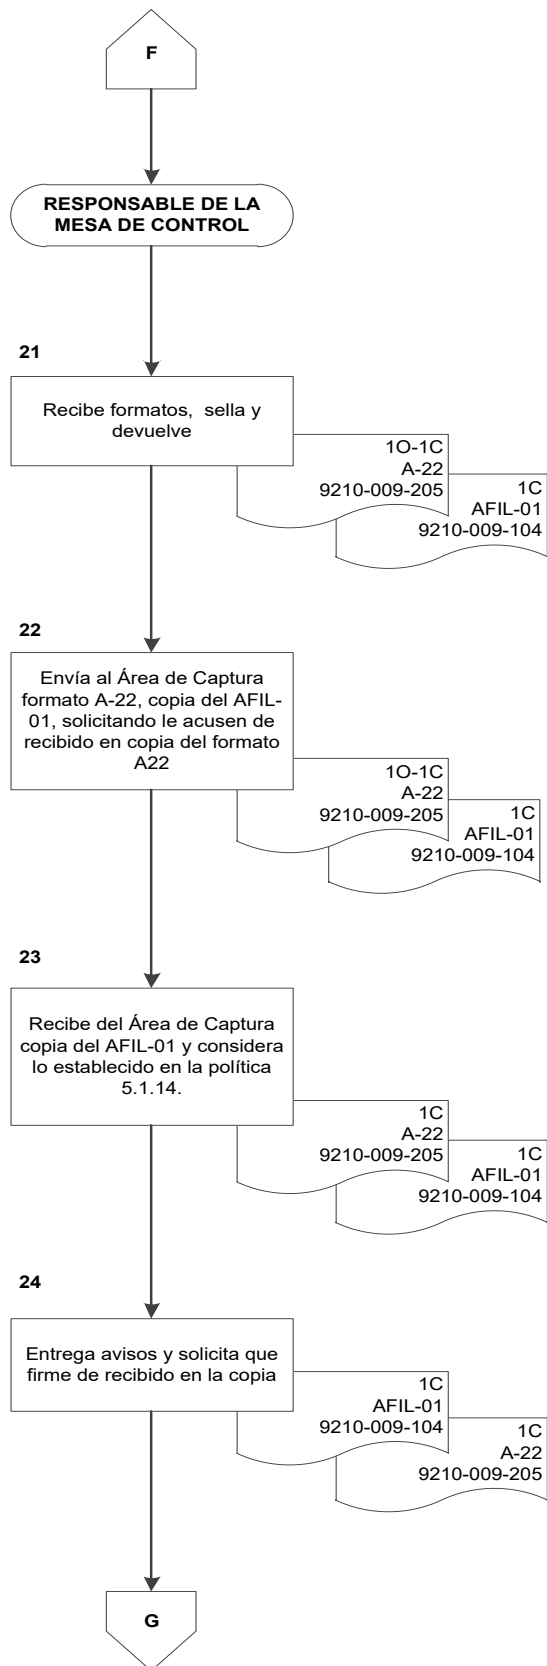 F
RESPONSABLE DE LA
MESA DE CONTROL
21
Recibe formatos, sella y
devuelve
1O-1C
A-22
9210-009-205
1C
AFIL-01
9210-009-104
22
Envía al Área de Captura
formato A-22, copia del AFIL-
01, solicitando le acusen de
recibido en copia del formato
A22
1O-1C
A-22
9210-009-205
1C
AFIL-01
9210-009-104
23
Recibe del Área de Captura
copia del AFIL-01 y considera
lo establecido en la política
5.1.14.
1C
A-22
9210-009-205
1C
AFIL-01
9210-009-104
24
Entrega avisos y solicita que
firme de recibido en la copia
1C
AFIL-01
9210-009-104
1C
A-22
9210-009-205
G